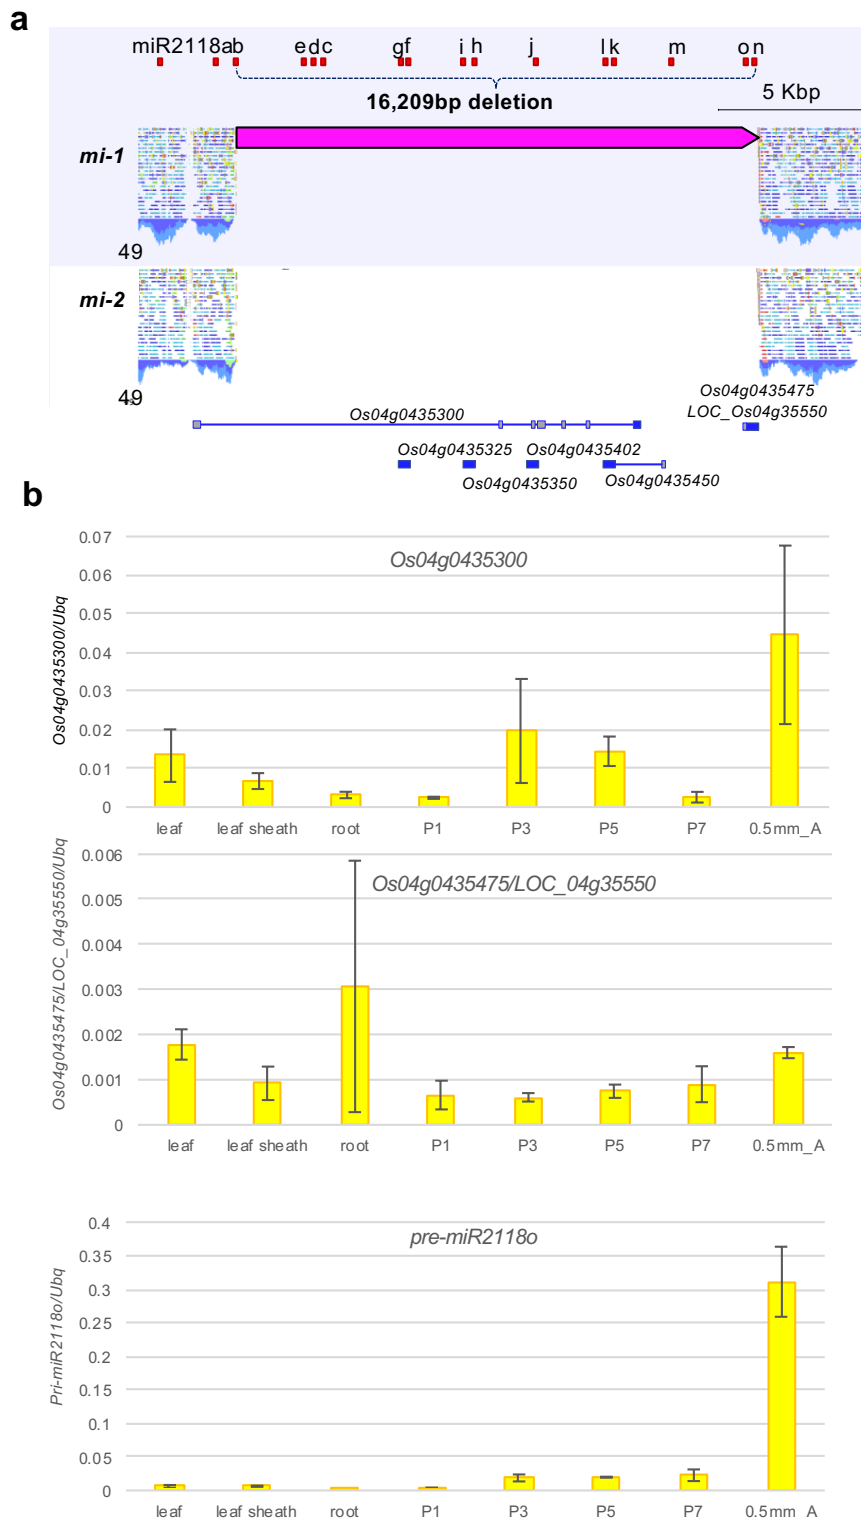 a
miR2118ab edc gf i h j lk m on
16,209bp deletion
5 Kbp
mi-1
49
mi-2
49
Os04g0435475
Os04g0435300
LOC_Os04g35550
Os04g0435325
Os04g0435402
Os04g0435350
Os04g0435450
b
Os04g0435300
Os04g0435300/Ubq
0.07
0.06
0.05
0.04
0.03
0.02
0.01
0
leaf leaf sheath root P1 P3 P5 P7 0.5mm_A
Os04g0435475/LOC_04g35550
Os04g0435475/LOC_04g35550/Ubq
0.006
0.005
0.004
0.003
0.002
0.001
0
leaf leaf sheath root P1 P3 P5 P7 0.5mm_A
pre-miR2118o
Pri-miR2118o/Ubq
0.4
0.35
0.3
0.25
0.2
0.15
0.1
0.05
0
leaf leaf sheath root P1 P3 P5 P7 0.5mm_A